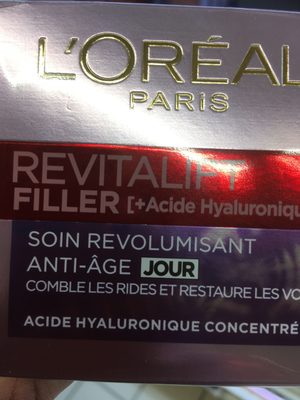 L'ORÉAL
PARIS
REVITALIFT
FILLER [+Acide Hyaluroniqu
SOIN REVOLUMISANT
ANTI-ÂGE JOUR
COMBLE LES RIDES ET RESTAURE LES VO
ACIDE HYALURONIQUE CONCENTRÉ